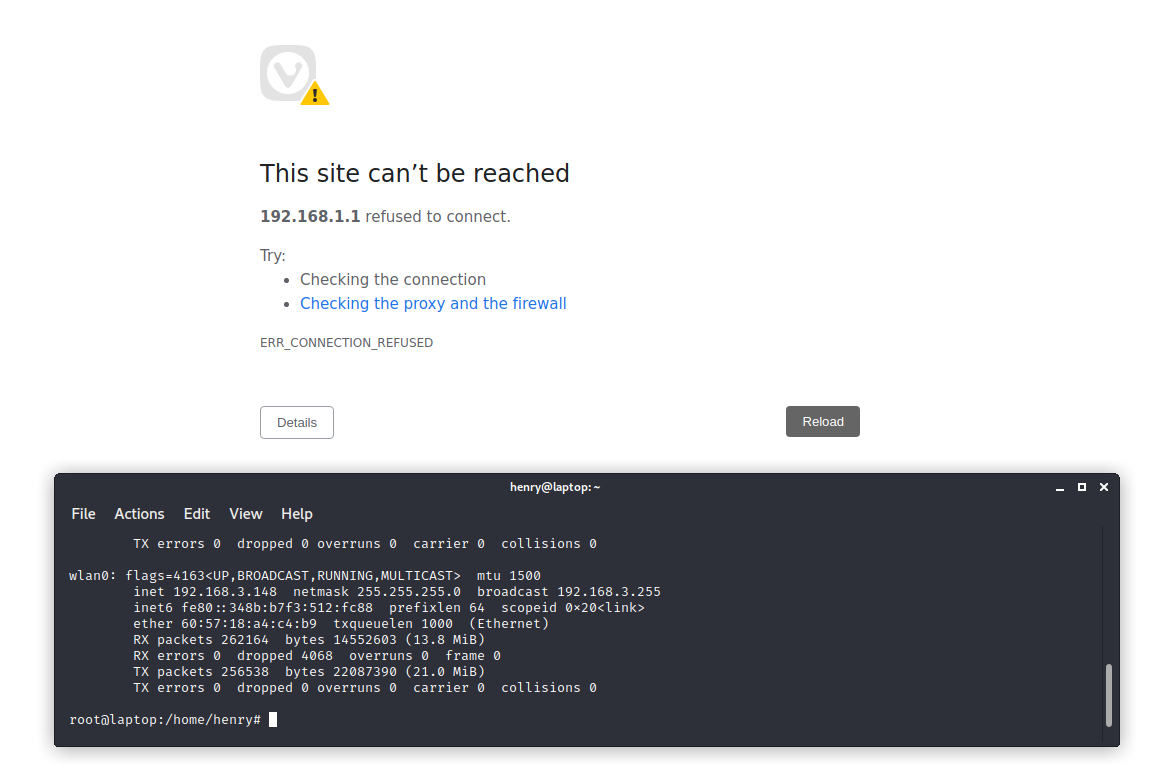 This site can’t be reached
192.168.1.1 refused to connect.
Try:
• Checking the connection
• Checking the proxy and the firewall
ERR_CONNECTION_REFUSED
Details Reload
henry@laptop:~
File Actions Edit View Help
TX errors 0  dropped 0 overruns 0  carrier 0  collisions 0
wlan0: flags=4163<UP,BROADCAST,RUNNING,MULTICAST>  mtu 1500
inet 192.168.3.148  netmask 255.255.255.0  broadcast 192.168.3.255
inet6 fe80::348b:b7f3:512:fc88  prefixlen 64  scopeid 0×20<link>
ether 60:57:18:a4:c4:b9  txqueuelen 1000  (Ethernet)
RX packets 262164  bytes 14552603 (13.8 MiB)
RX errors 0  dropped 4068  overruns 0  frame 0
TX packets 256538  bytes 22087390 (21.0 MiB)
TX errors 0  dropped 0 overruns 0  carrier 0  collisions 0
root@laptop:/home/henry#